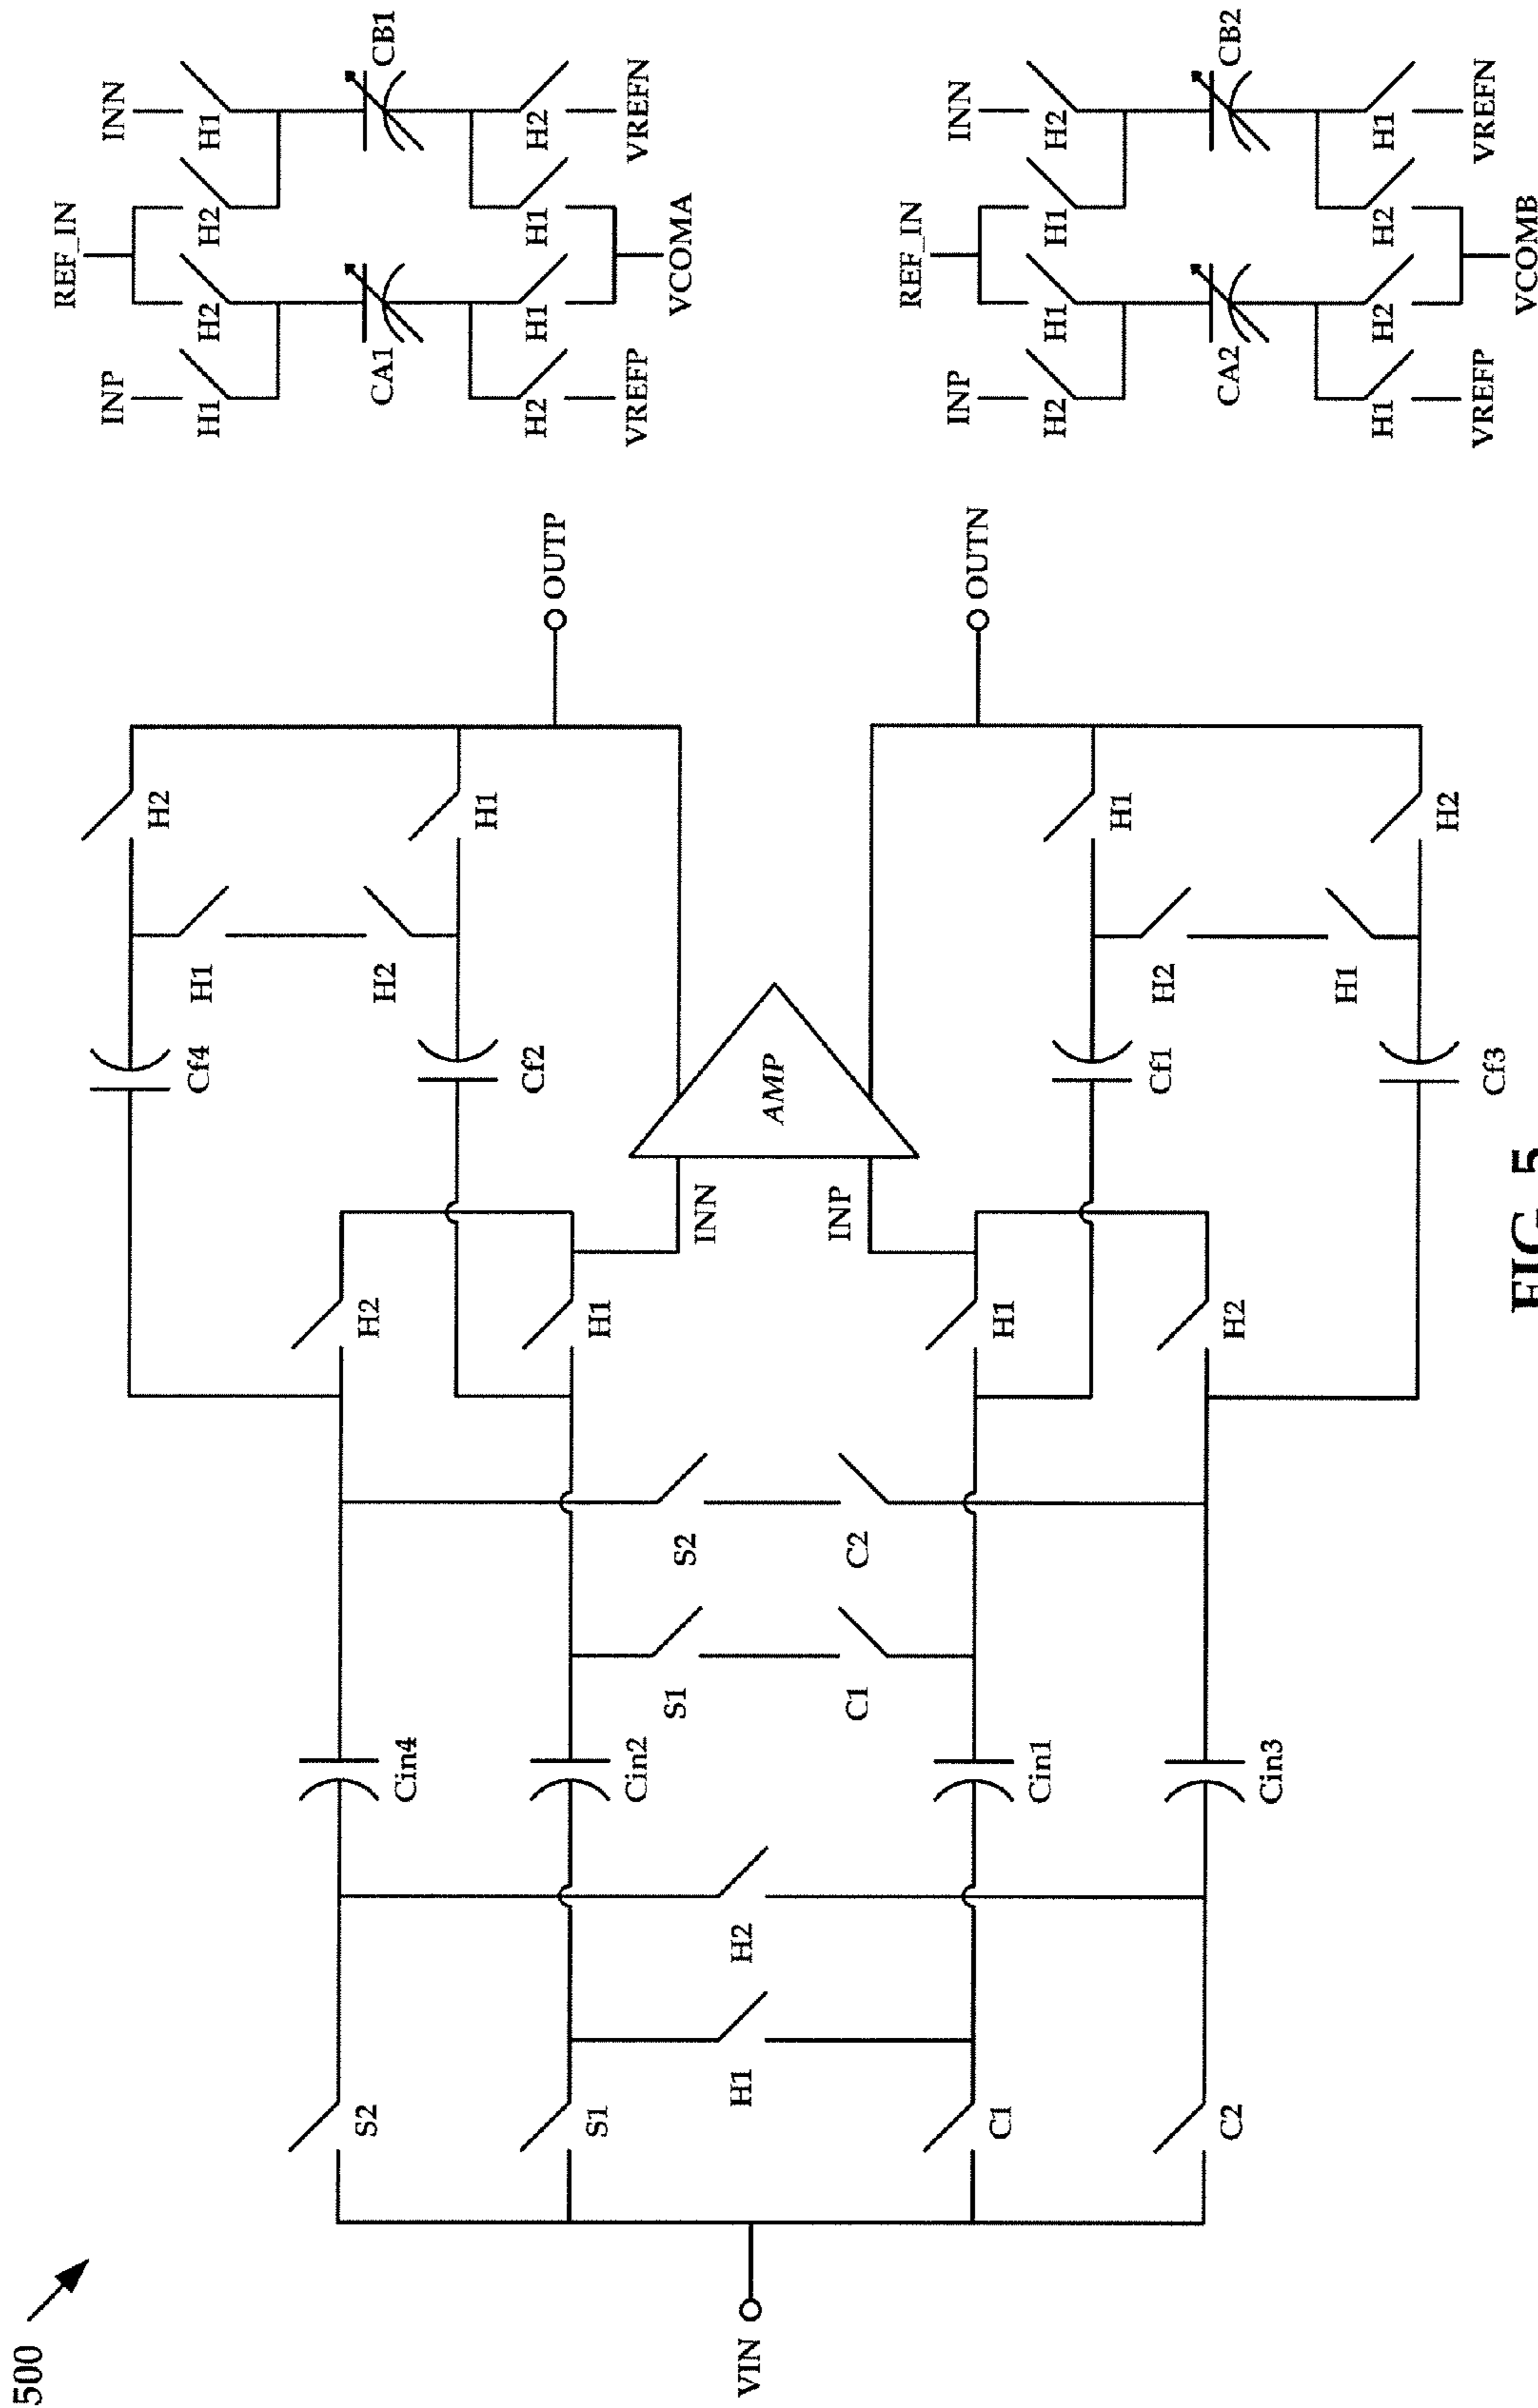 500
VIN
S2
S1
C1
C2
H1
H2
Cin4
Cin2
Cin1
Cin3
S1
C1
S2
C2
H2
H1
H1
H2
INN
INP
AMP
Cf4
Cf2
Cf1
Cf3
H1
H2
H2
H1
H2
H1
H1
H2
OUTP
OUTN
INP
REF_IN
INN
H1
H2
H2
H1
CA1
CB1
H2
H1
H1
H2
VREFP
VCOMA
VREFN
INP
REF_IN
INN
H2
H1
H1
H2
CA2
CB2
H1
H2
H2
H1
VREFP
VCOMB
VREFN